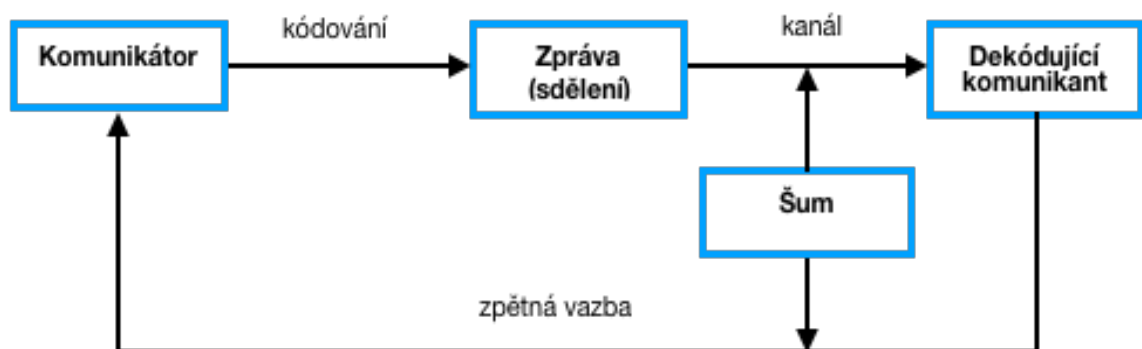 Komunikátor
kódování
Zpráva
(sdělení)
kanál
Dekódující
komunikant
Šum
zpětná vazba